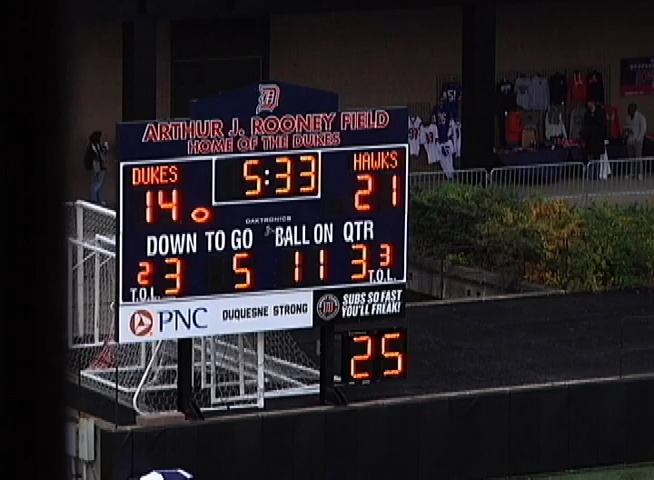 D
ARTHUR J. ROONEY FIELD
HOME OF THE DUKES
DUKES 5:33 HAWKS
14 21
DAKTRONICS
DOWN TO GO BALL ON QTR
2 3 5 11 3 3
T.O.L. T.O.L.
PNC DUQUESNE STRONG SUBS SO FAST
YOU'LL FREAK!
25